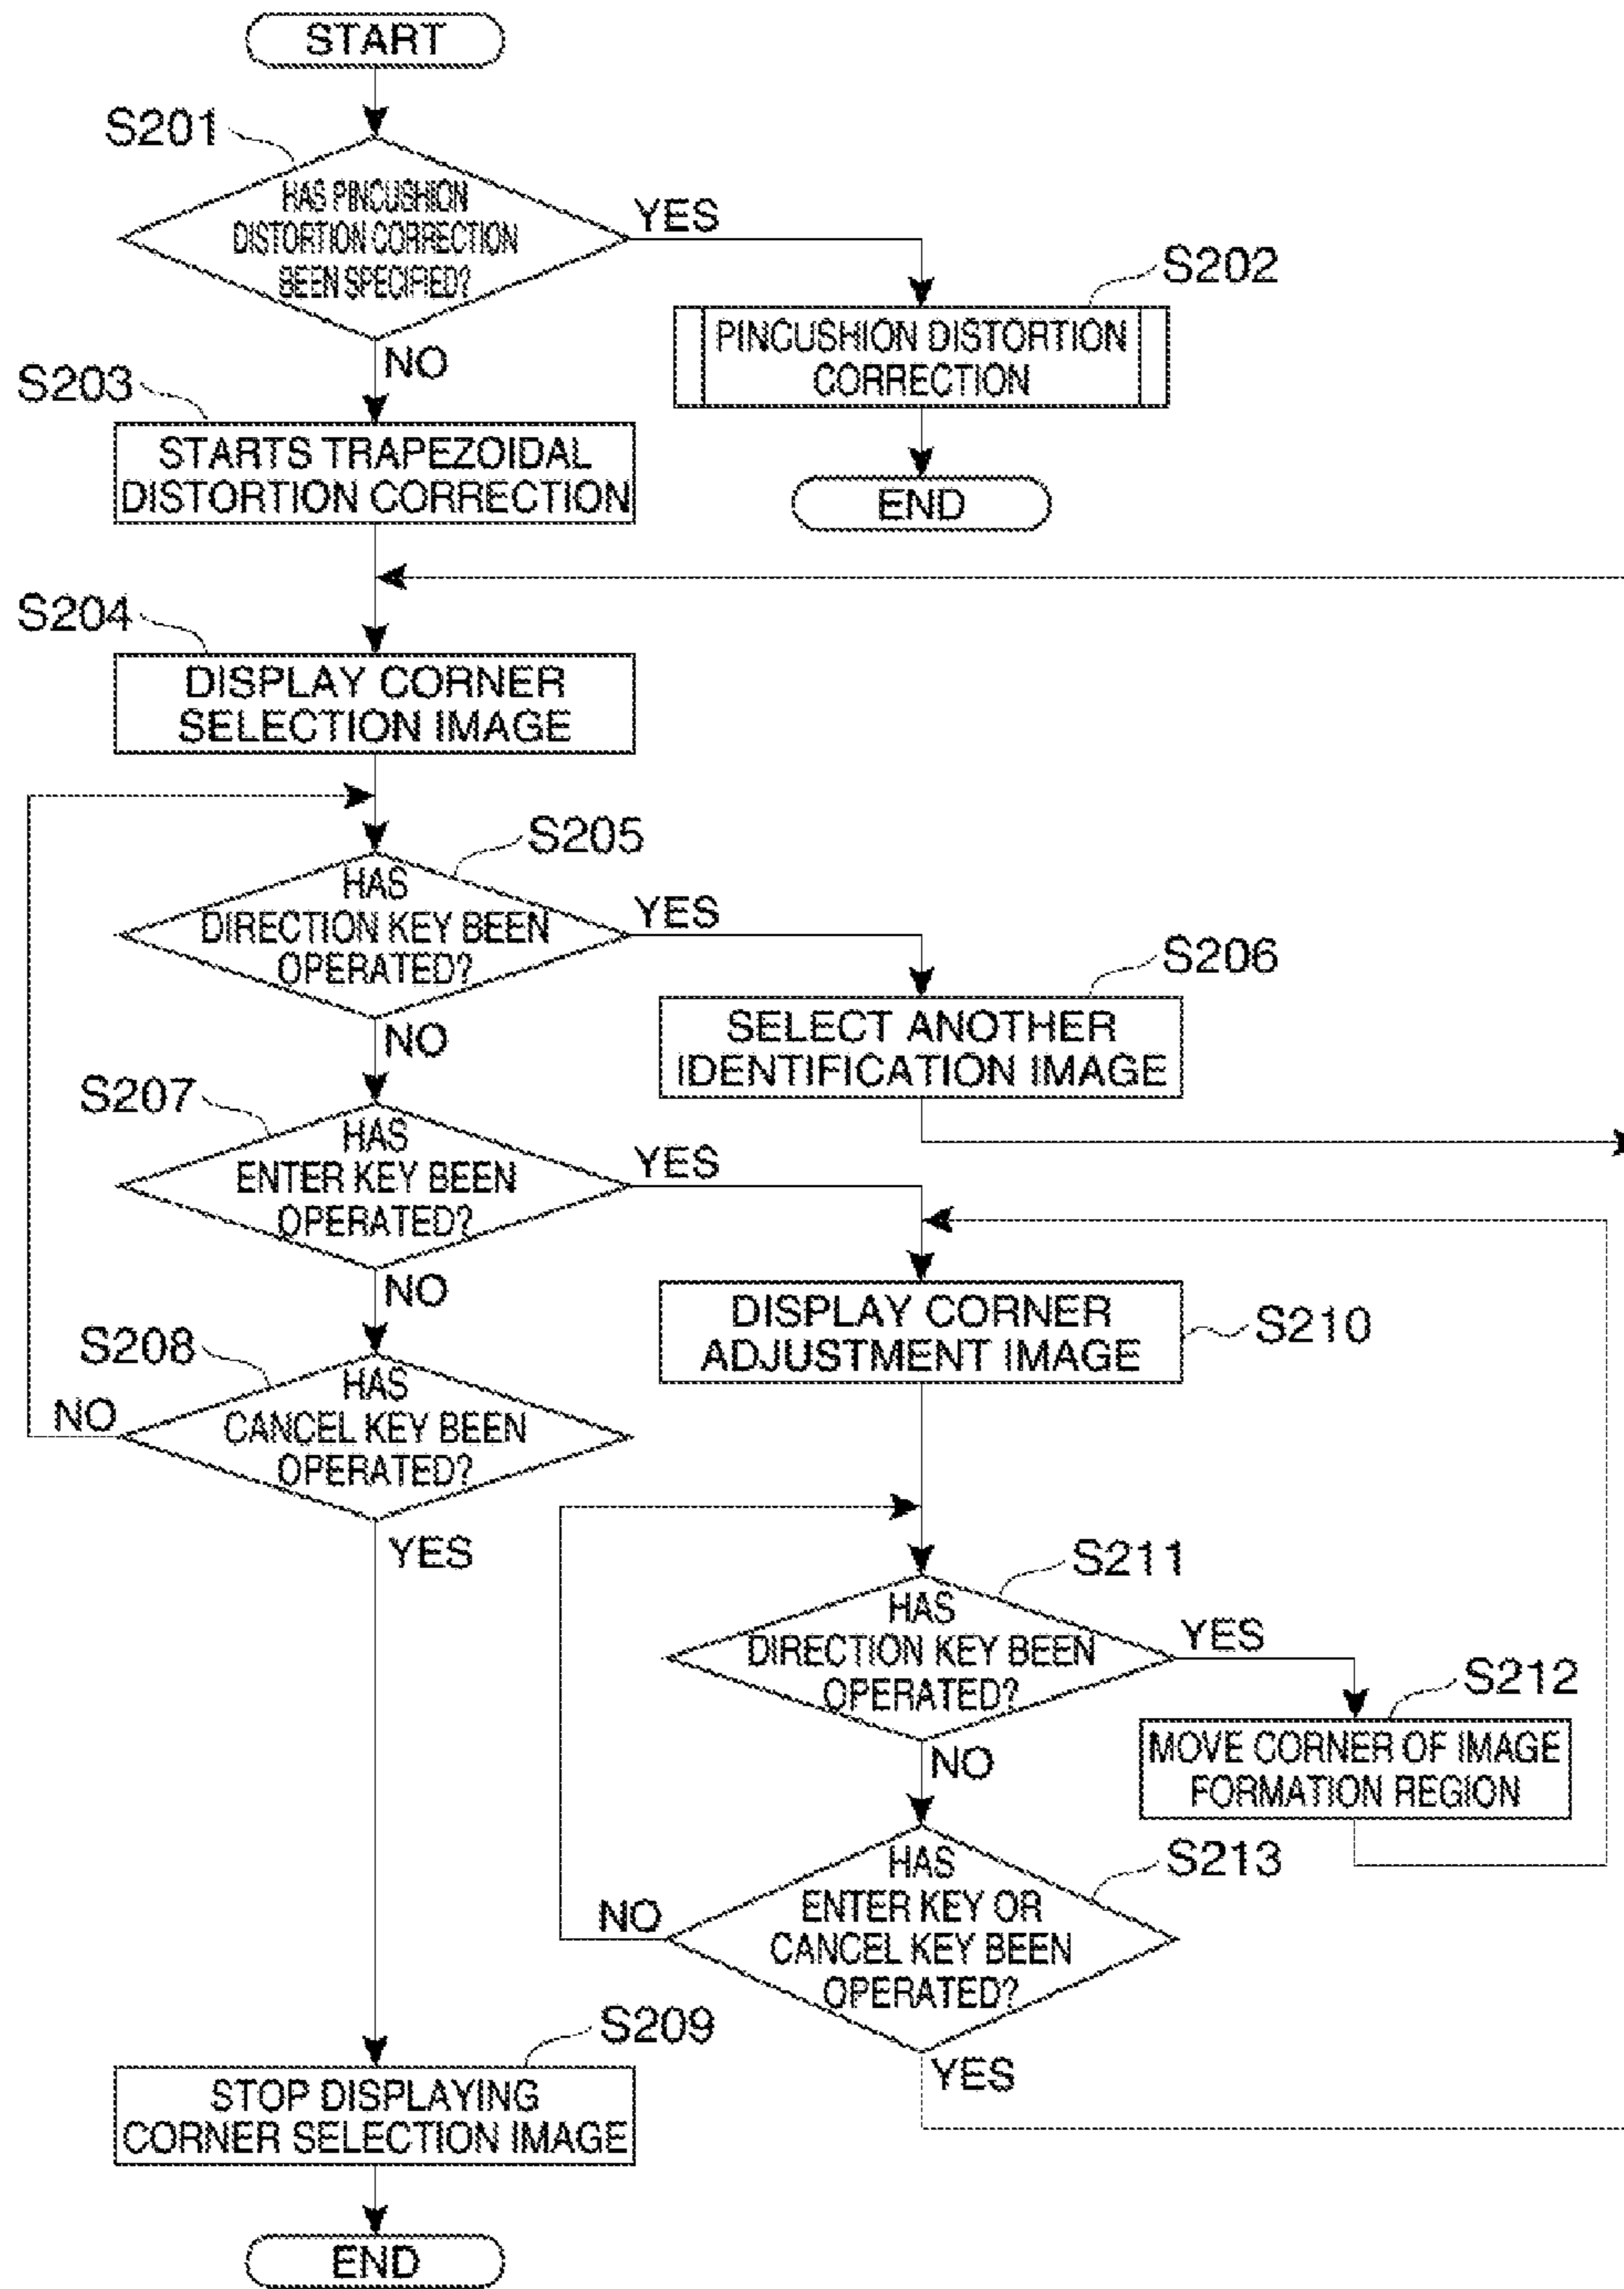 START
S201
HAS PINCUSHION
DISTORTION CORRECTION
BEEN SPECIFIED?
YES
S202
PINCUSHION DISTORTION
CORRECTION
NO
END
S203
STARTS TRAPEZOIDAL
DISTORTION CORRECTION
S204
DISPLAY CORNER
SELECTION IMAGE
S205
HAS
DIRECTION KEY BEEN
OPERATED?
YES
S206
SELECT ANOTHER
IDENTIFICATION IMAGE
NO
S207
HAS
ENTER KEY BEEN
OPERATED?
YES
NO
DISPLAY CORNER
ADJUSTMENT IMAGE
S210
S208
HAS
CANCEL KEY BEEN
OPERATED?
NO
YES
S211
HAS
DIRECTION KEY BEEN
OPERATED?
YES
S212
MOVE CORNER OF IMAGE
FORMATION REGION
NO
S213
HAS
ENTER KEY OR
CANCEL KEY BEEN
OPERATED?
NO
YES
S209
STOP DISPLAYING
CORNER SELECTION IMAGE
END